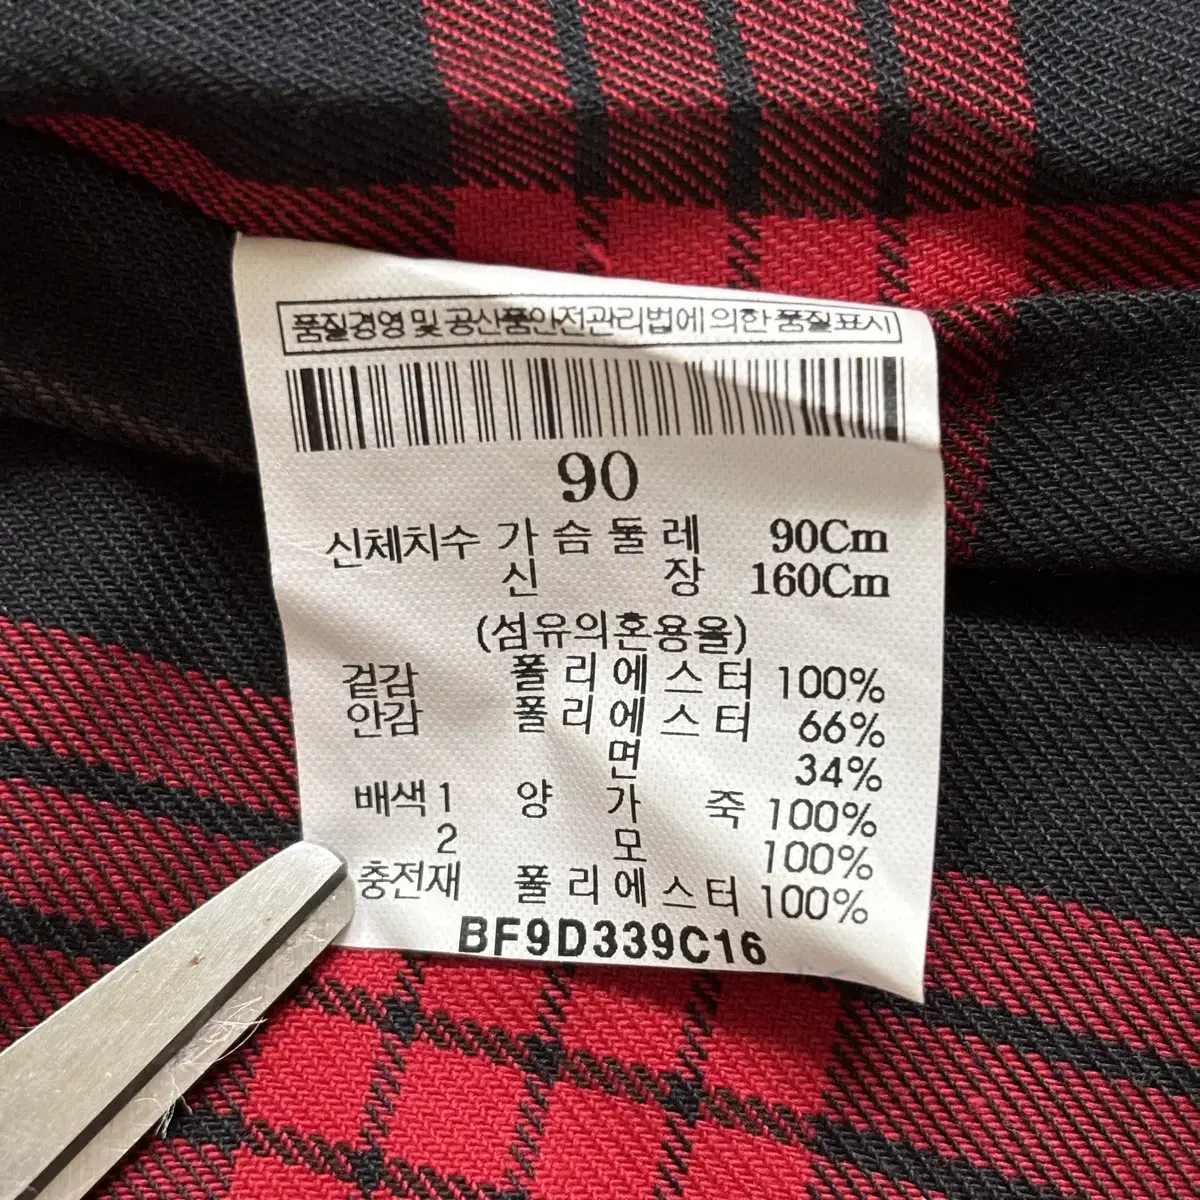 품질경영 및 공산품안전관리법에 의한 품질표시
90
신체치수 가슴둘레 90Cm
신장 160Cm
(섬유의혼용율)
겉감 폴리에스터 100%
안감 폴리에스터 66%
면 34%
배색 1 양가죽 100%
2 모 100%
충전재 폴리에스터 100%
BF9D339C16